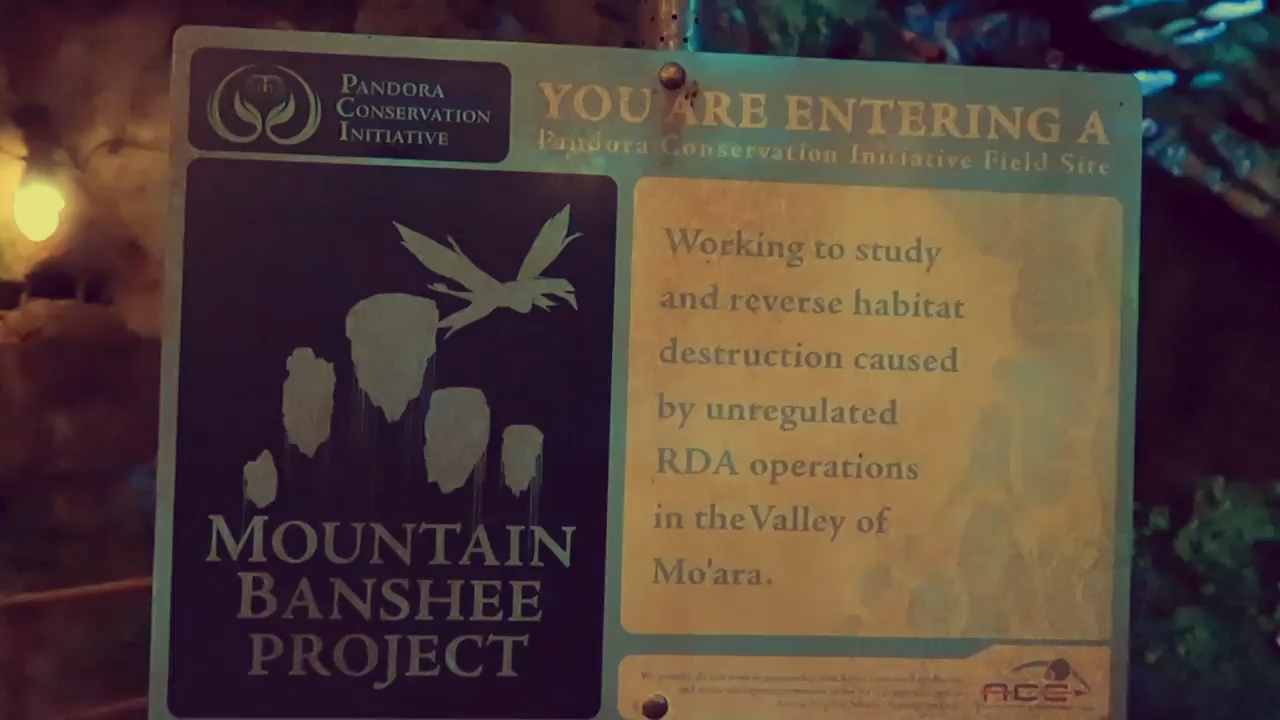 PANDORA
CONSERVATION
INITIATIVE
YOU ARE ENTERING A
Pandora Conservation Initiative Field Site
Working to study
and reverse habitat
destruction caused
by unregulated
RDA operations
in the Valley of
Mo'ara.
MOUNTAIN
BANSHEE
PROJECT
ACE